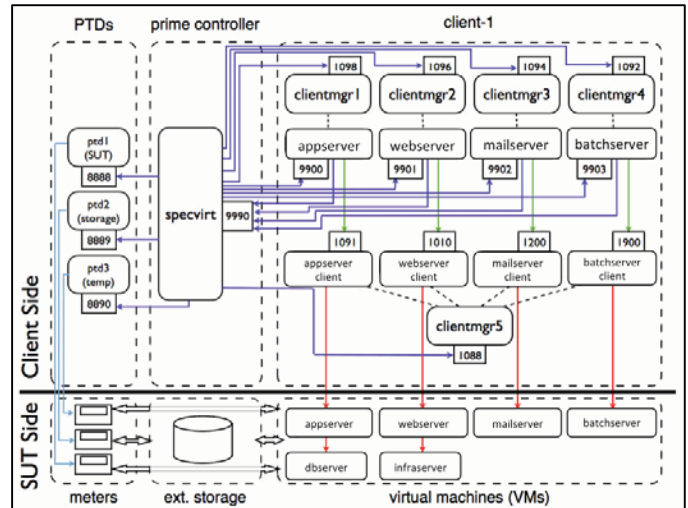 PTDs prime controller client-1
1098 1096 1094 1092
clientmgr1 clientmgr2 clientmgr3 clientmgr4
ptd1
(SUT)
8888
ptd2
(storage)
8889
ptd3
(temp)
8890
specvirt
9990
appserver webserver mailserver batchserver
9900 9901 9902 9903
1091 1010 1200 1900
appserver
client
webserver
client
mailserver
client
batchserver
client
clientmgr5
1088
Client Side
SUT Side
appserver webserver mailserver batchserver
dbserver infraserver
meters ext. storage virtual machines (VMs)